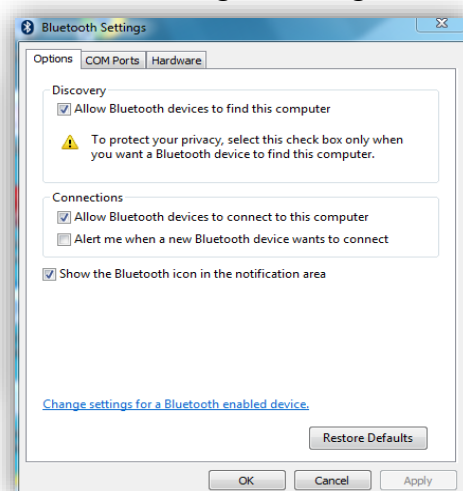 Bluetooth Settings
Options COM Ports Hardware
Discovery
Allow Bluetooth devices to find this computer
To protect your privacy, select this check box only when
you want a Bluetooth device to find this computer.
Connections
Allow Bluetooth devices to connect to this computer
Alert me when a new Bluetooth device wants to connect
Show the Bluetooth icon in the notification area
Change settings for a Bluetooth enabled device.
Restore Defaults
OK Cancel Apply